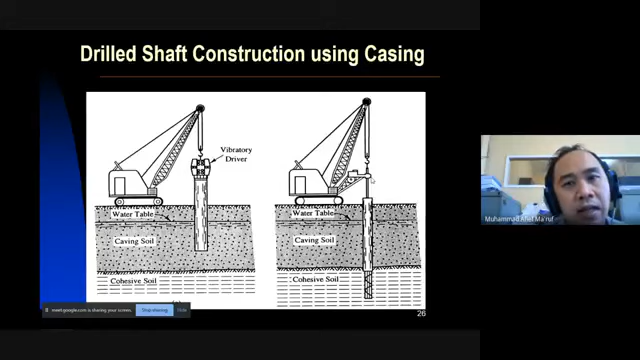 Drilled Shaft Construction using Casing
Vibratory
Driver
Water Table
Caving Soil
Cohesive Soil
Water Table
Caving Soil
Cohesive Soil
26
meet.google.com is sharing your screen.
Stop sharing
Hide
Muhammad Afief Ma'ruf